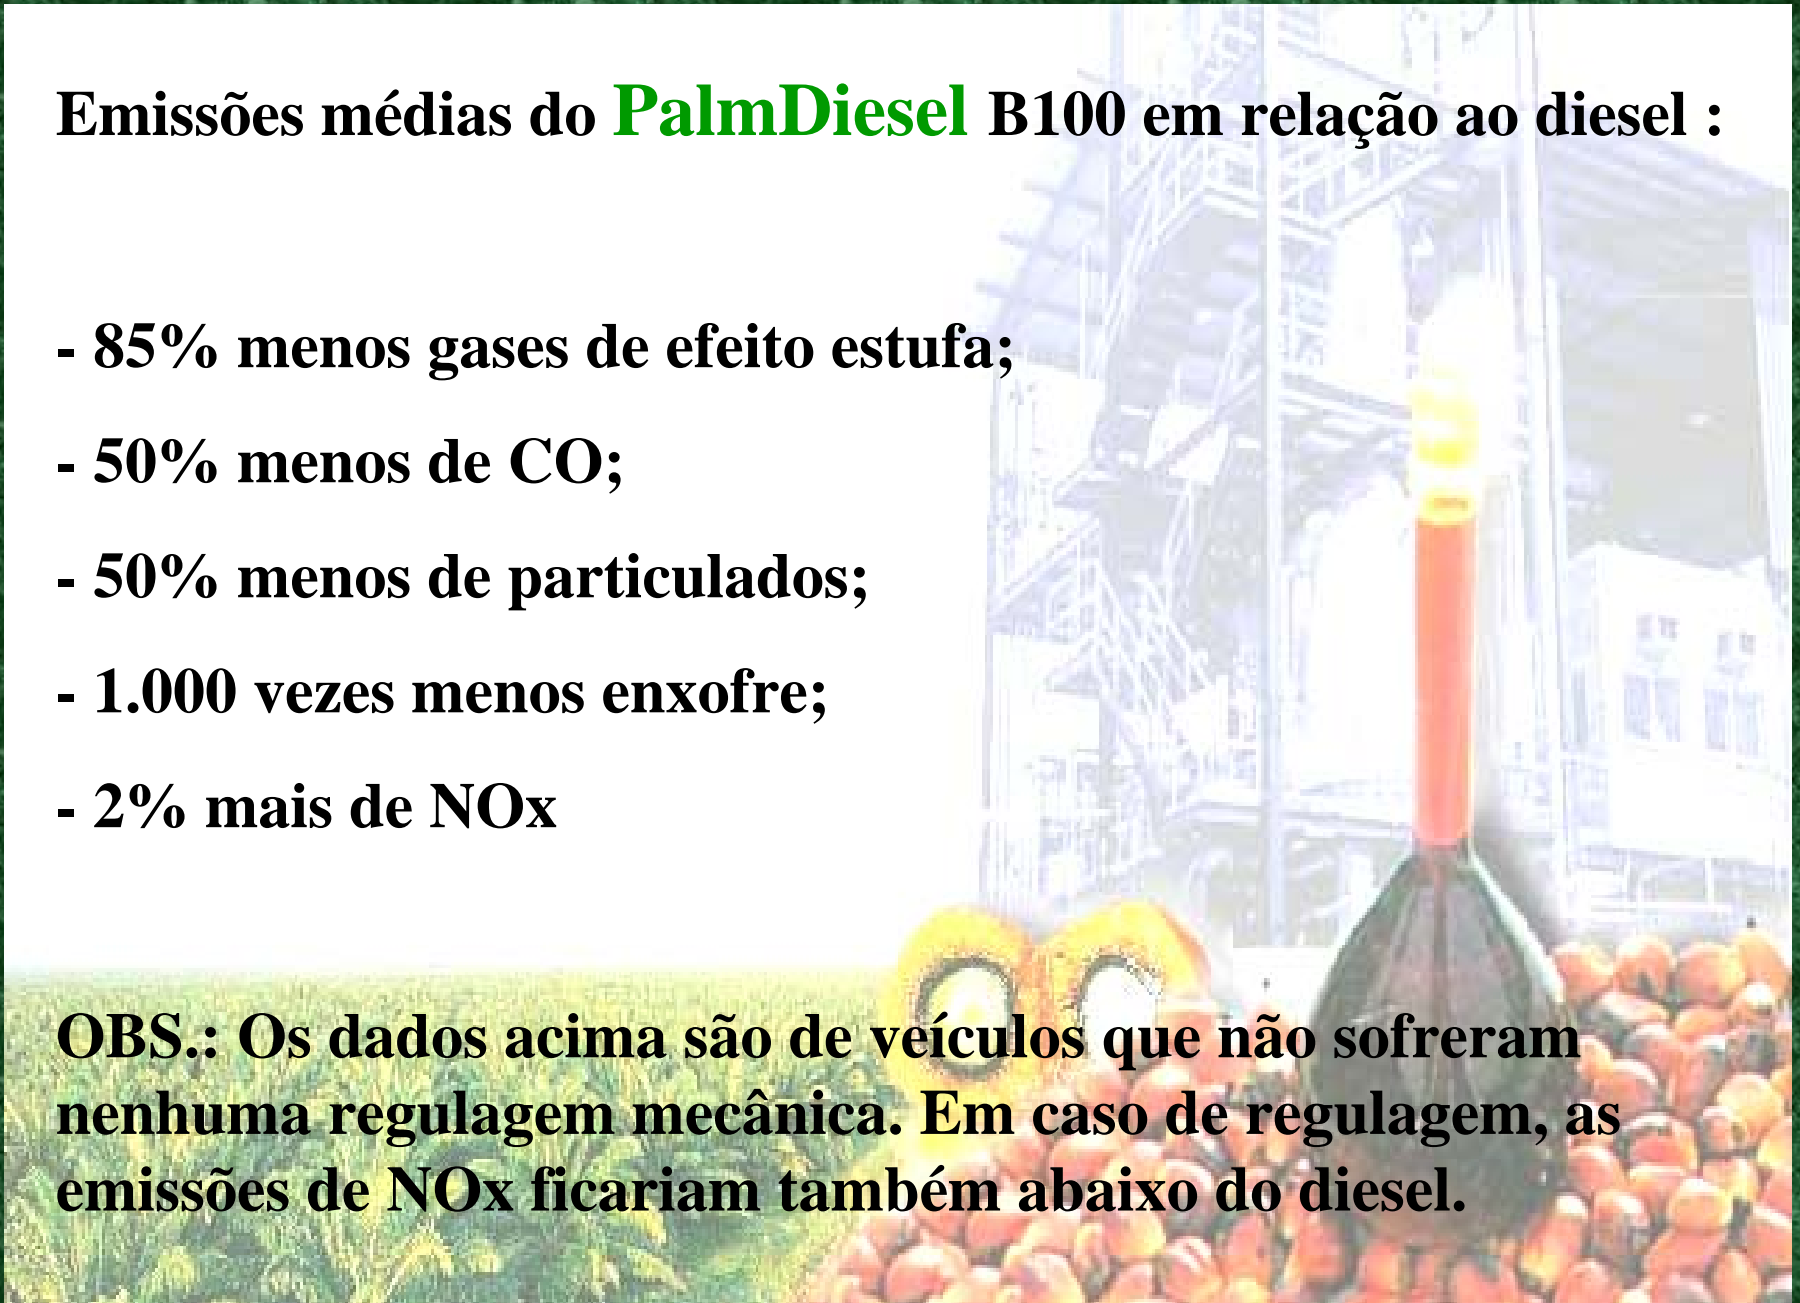 Emissões médias do PalmDiesel B100 em relação ao diesel :
- 85% menos gases de efeito estufa;
- 50% menos de CO;
- 50% menos de particulados;
- 1.000 vezes menos enxofre;
- 2% mais de NOx
OBS.: Os dados acima são de veículos que não sofreram
nenhuma regulagem mecânica. Em caso de regulagem, as
emissões de NOx ficariam também abaixo do diesel.